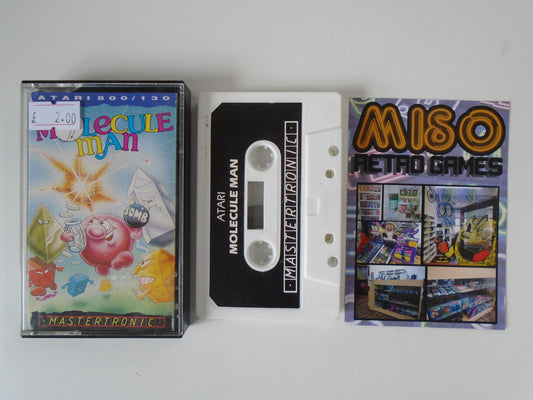 ATARI 800/130
£ 2.00
MOLECULE
MAN
BOMB
· MASTERTRONIC ·
ATARI
MOLECULE MAN
· MASTERTRONIC ·
MISO
RETRO GAMES